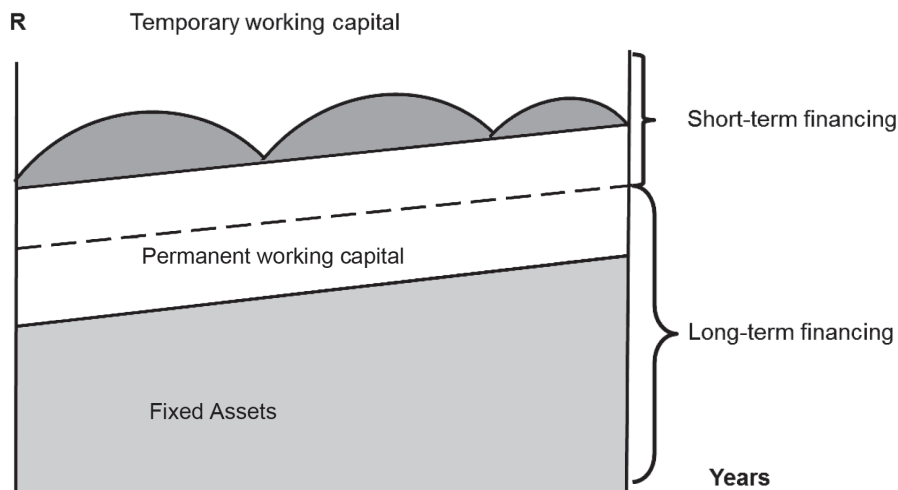 R
Temporary working capital
Short-term financing
Permanent working capital
Long-term financing
Fixed Assets
Years